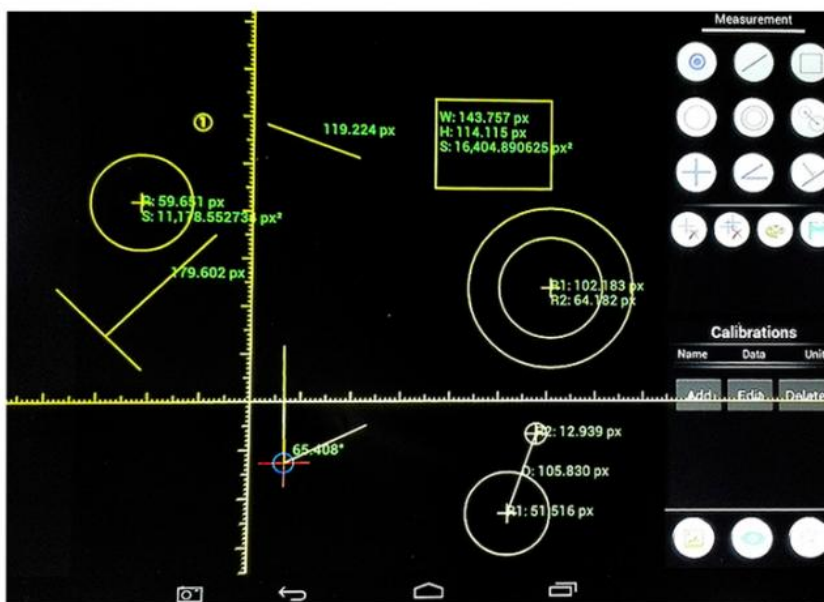 Measurement
①
119.224 px
W: 143.757 px
H: 114.115 px
S: 16,404.890625 px²
R: 59.651 px
S: 11,178.552734 px²
179.602 px
R1: 102.183 px
R2: 64.182 px
Calibrations
Name Data Unit
Add Edit Delete
65.408°
R2: 12.939 px
D: 105.830 px
R1: 51.516 px